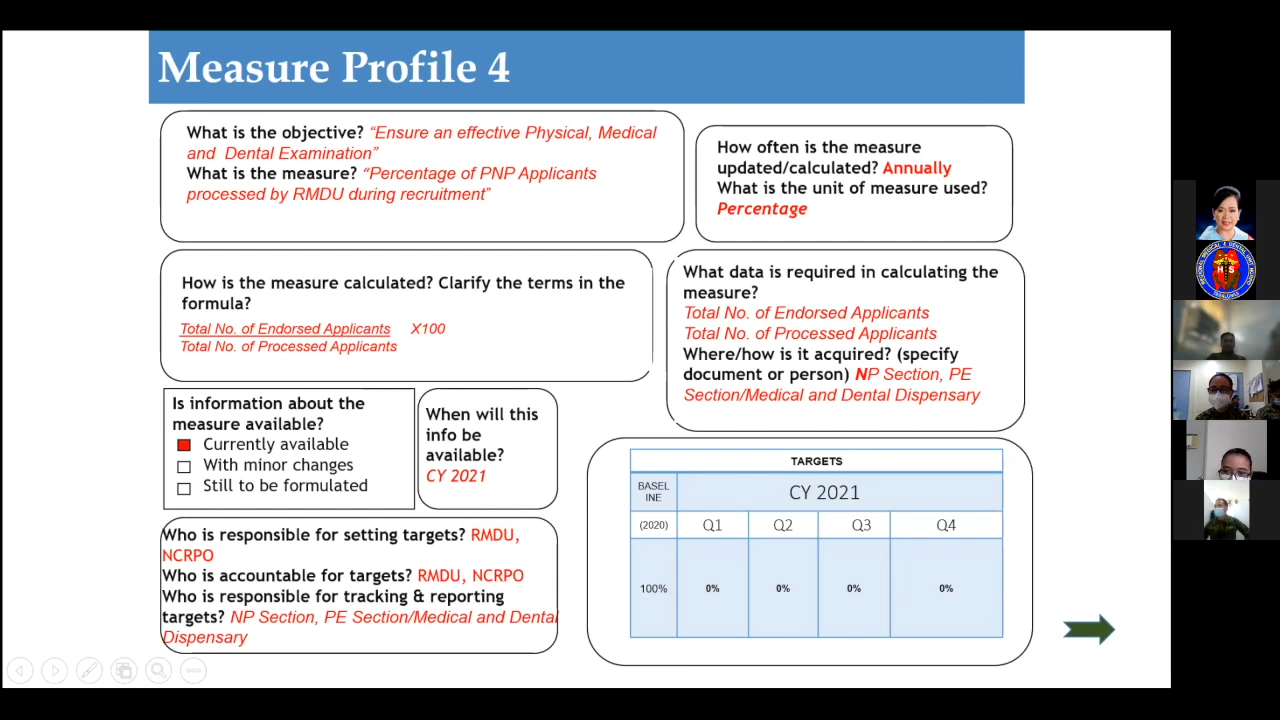 Measure Profile 4
What is the objective? “Ensure an effective Physical, Medical
and Dental Examination”
What is the measure? “Percentage of PNP Applicants
processed by RMDU during recruitment”
How often is the measure
updated/calculated? Annually
What is the unit of measure used?
Percentage
How is the measure calculated? Clarify the terms in the
formula?
Total No. of Endorsed Applicants X100
Total No. of Processed Applicants
What data is required in calculating the
measure?
Total No. of Endorsed Applicants
Total No. of Processed Applicants
Where/how is it acquired? (specify
document or person) NP Section, PE
Section/Medical and Dental Dispensary
Is information about the
measure available?
Currently available
With minor changes
Still to be formulated
When will this
info be
available?
CY 2021
Who is responsible for setting targets? RMDU,
NCRPO
Who is accountable for targets? RMDU, NCRPO
Who is responsible for tracking & reporting
targets? NP Section, PE Section/Medical and Dental
Dispensary
TARGETS
BASEL
INE
CY 2021
(2020) Q1 Q2 Q3 Q4
100% 0% 0% 0% 0%